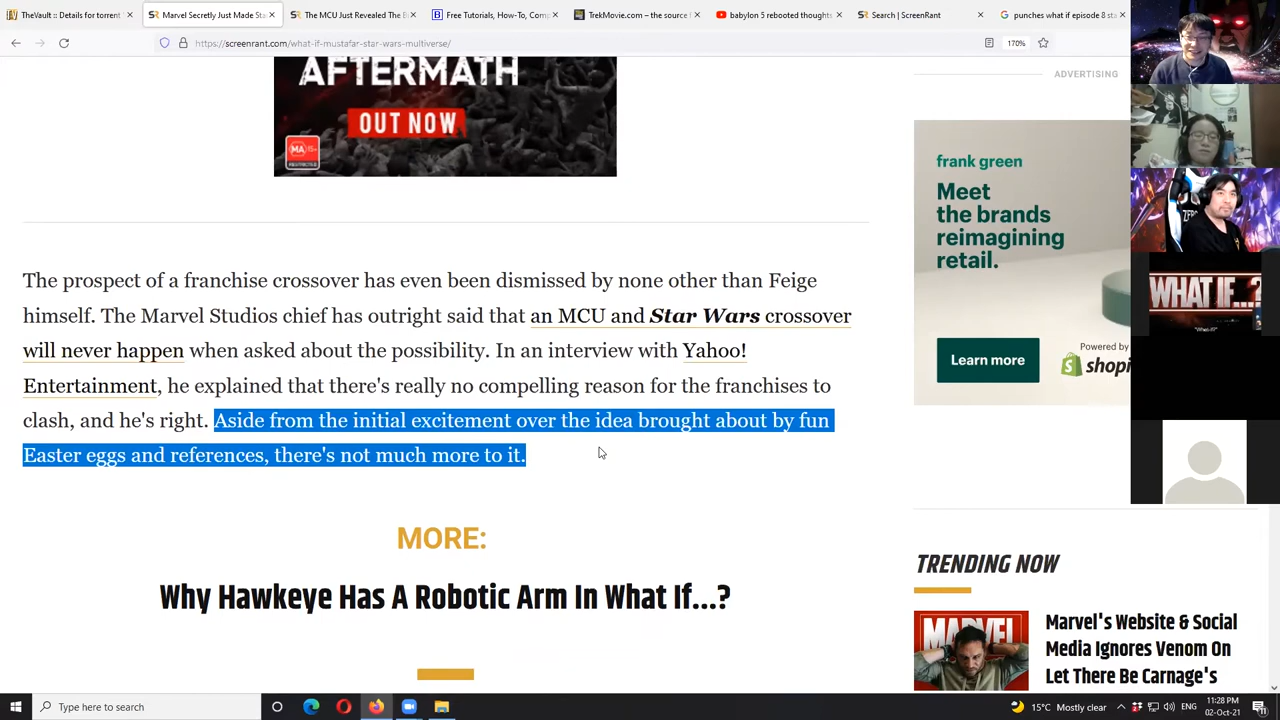 TheVault :: Details for torrent
Marvel Secretly Just Made Sta
The MCU Just Revealed The B
Free Tutorials, How-To, Comp
TrekMovie.com – the source f
babylon 5 rebooted thoughts
Search | ScreenRant
punches what if episode 8 sta
https://screenrant.com/what-if-mustafar-star-wars-multiverse/
170%
AFTERMATH
OUT NOW
MA 15+
ADVERTISING
frank green
Meet
the brands
reimagining
retail.
Learn more
Powered by
shopi
WHAT IF...?
The prospect of a franchise crossover has even been dismissed by none other than Feige
himself. The Marvel Studios chief has outright said that an MCU and Star Wars crossover
will never happen when asked about the possibility. In an interview with Yahoo!
Entertainment, he explained that there's really no compelling reason for the franchises to
clash, and he's right. Aside from the initial excitement over the idea brought about by fun
Easter eggs and references, there's not much more to it.
MORE:
Why Hawkeye Has A Robotic Arm In What If...?
TRENDING NOW
MARVEL
Marvel's Website & Social
Media Ignores Venom On
Let There Be Carnage's
Type here to search
15°C Mostly clear
ENG
11:28 PM
02-Oct-21